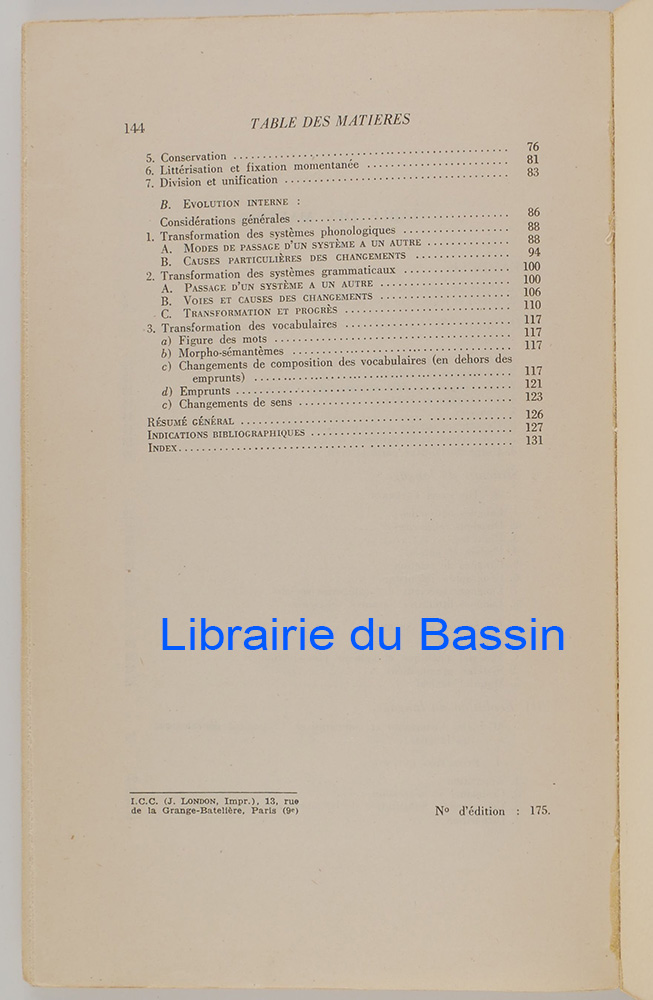 144 TABLE DES MATIERES
5. Conservation ........ 76
6. Littérisation et fixation momentanée ........ 81
7. Division et unification ........ 83
B. EVOLUTION INTERNE :
Considérations générales ........ 86
1. Transformation des systèmes phonologiques ........ 88
A. MODES DE PASSAGE D'UN SYSTÈME A UN AUTRE ........ 88
B. CAUSES PARTICULIÈRES DES CHANGEMENTS ........ 94
2. Transformation des systèmes grammaticaux ........ 100
A. PASSAGE D'UN SYSTÈME A UN AUTRE ........ 100
B. VOIES ET CAUSES DES CHANGEMENTS ........ 106
C. TRANSFORMATION ET PROGRÈS ........ 110
3. Transformation des vocabulaires ........ 117
a) Figure des mots ........ 117
b) Morpho-sémantèmes ........ 117
c) Changements de composition des vocabulaires (en dehors des
emprunts) ........ 117
d) Emprunts ........ 121
c) Changements de sens ........ 123
RÉSUMÉ GÉNÉRAL ........ 126
INDICATIONS BIBLIOGRAPHIQUES ........ 127
INDEX ........ 131
Librairie du Bassin
I.C.C. (J. LONDON, Impr.), 13, rue
de la Grange-Batelière, Paris (9e)
No d'édition : 175.